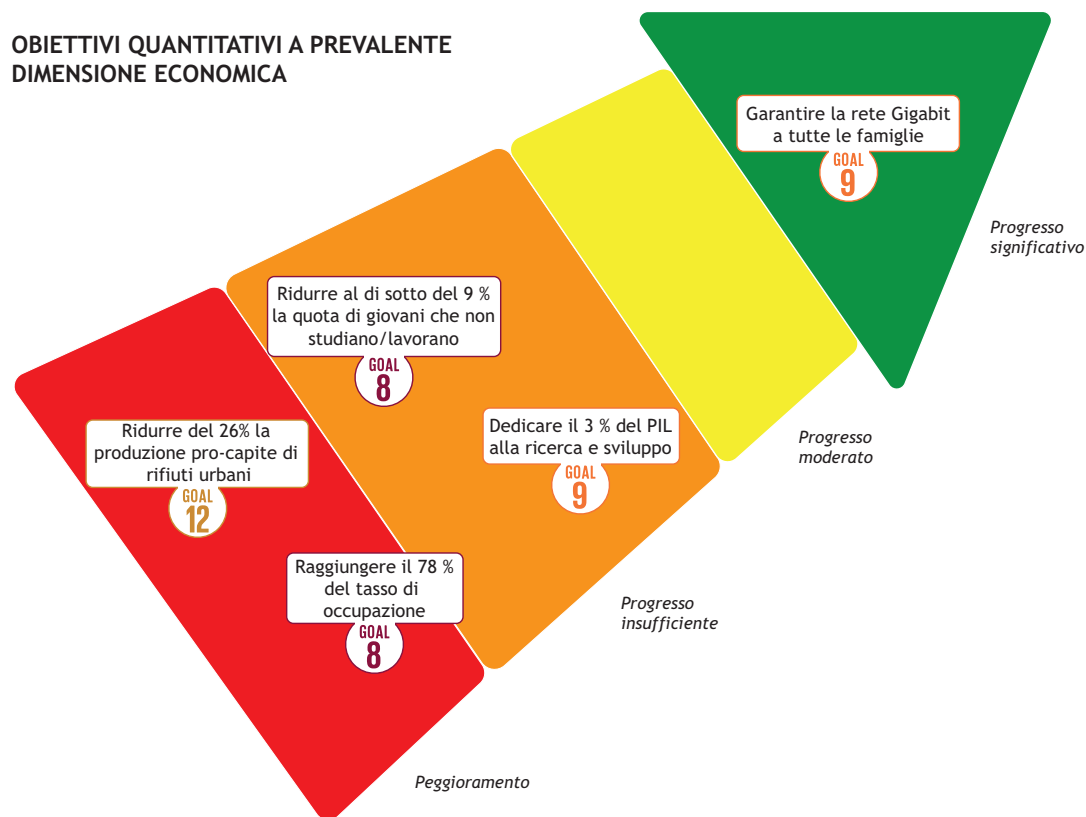 OBIETTIVI QUANTITATIVI A PREVALENTE
DIMENSIONE ECONOMICA
Garantire la rete Gigabit
a tutte le famiglie
GOAL
9
Progresso
significativo
Ridurre al di sotto del 9 %
la quota di giovani che non
studiano/lavorano
GOAL
8
Dedicare il 3 % del PIL
alla ricerca e sviluppo
GOAL
9
Progresso
moderato
Ridurre del 26% la
produzione pro-capite di
rifiuti urbani
GOAL
12
Raggiungere il 78 %
del tasso di
occupazione
GOAL
8
Progresso
insufficiente
Peggioramento